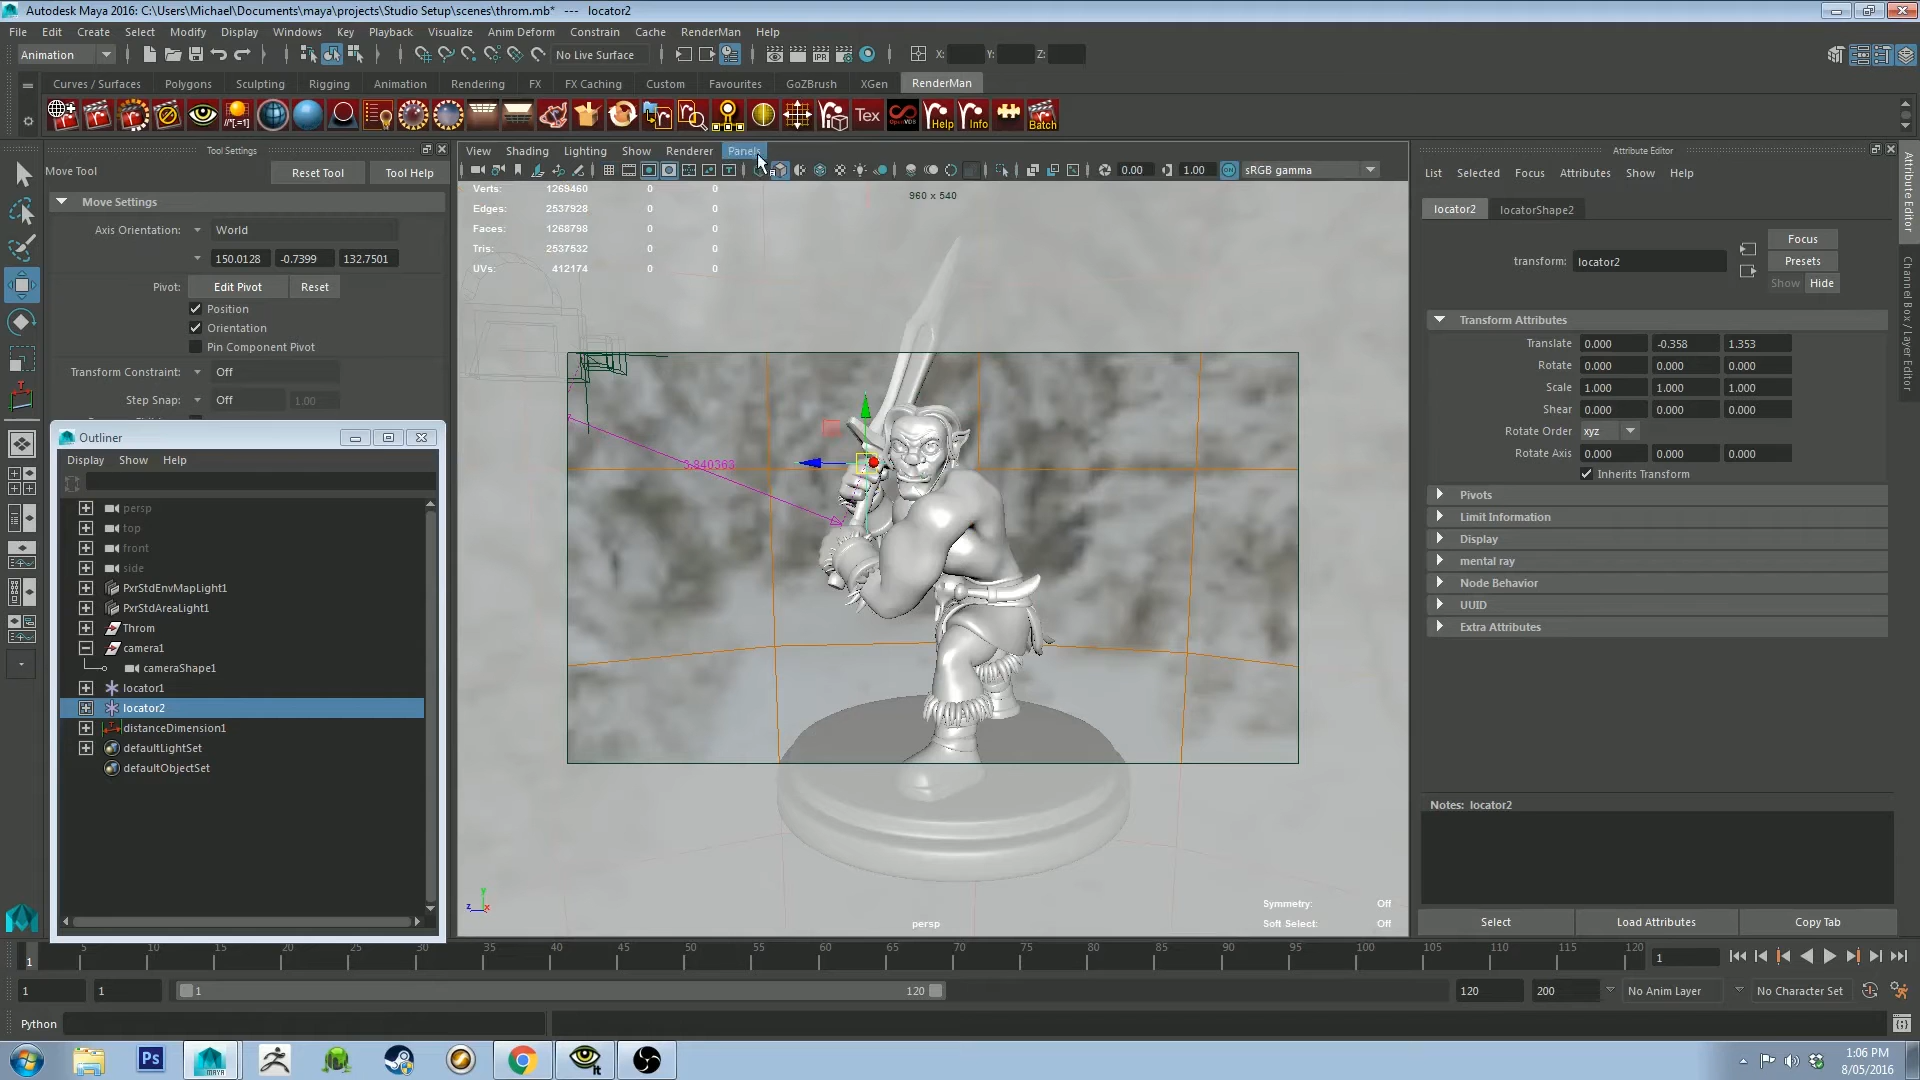 Autodesk Maya 2016: C:\Users\Michael\Documents\maya\projects\Studio Setup\scenes\throm.mb* --- locator2
File Edit Create Select Modify Display Windows Key Playback Visualize Anim Deform Constrain Cache RenderMan Help
Animation No Live Surface IPR X: Y: Z:
Curves / Surfaces Polygons Sculpting Rigging Animation Rendering FX FX Caching Custom Favourites GoZBrush XGen RenderMan
Tex Help Info Batch
Tool Settings
Move Tool Reset Tool Tool Help
Move Settings
Axis Orientation: World
150.0128 -0.7399 132.7501
Pivot: Edit Pivot Reset
Position
Orientation
Pin Component Pivot
Transform Constraint: Off
Step Snap: Off 1.00
Outliner
Display Show Help
persp
top
front
side
PxrStdEnvMapLight1
PxrStdAreaLight1
Throm
camera1
cameraShape1
locator1
locator2
distanceDimension1
defaultLightSet
defaultObjectSet
View Shading Lighting Show Renderer Panels
0.00 1.00 sRGB gamma
Verts: 1269460 0 0
Edges: 2537928 0 0
Faces: 1268798 0 0
Tris: 2537532 0 0
UVs: 412174 0 0
960 x 540
3.840363
y
z x
persp
Symmetry: Off
Soft Select: Off
Attribute Editor
List Selected Focus Attributes Show Help
locator2 locatorShape2
Focus
transform: locator2 Presets
Show Hide
Transform Attributes
Translate 0.000 -0.358 1.353
Rotate 0.000 0.000 0.000
Scale 1.000 1.000 1.000
Shear 0.000 0.000 0.000
Rotate Order xyz
Rotate Axis 0.000 0.000 0.000
Inherits Transform
Pivots
Limit Information
Display
mental ray
Node Behavior
UUID
Extra Attributes
Notes: locator2
Select Load Attributes Copy Tab
Attribute Editor
Channel Box / Layer Editor
1 5 10 15 20 25 30 35 40 45 50 55 60 65 70 75 80 85 90 95 100 105 110 115 120 1
1 1 1 120 120 200 No Anim Layer No Character Set
Python
Ps MAYA it
1:06 PM
8/05/2016